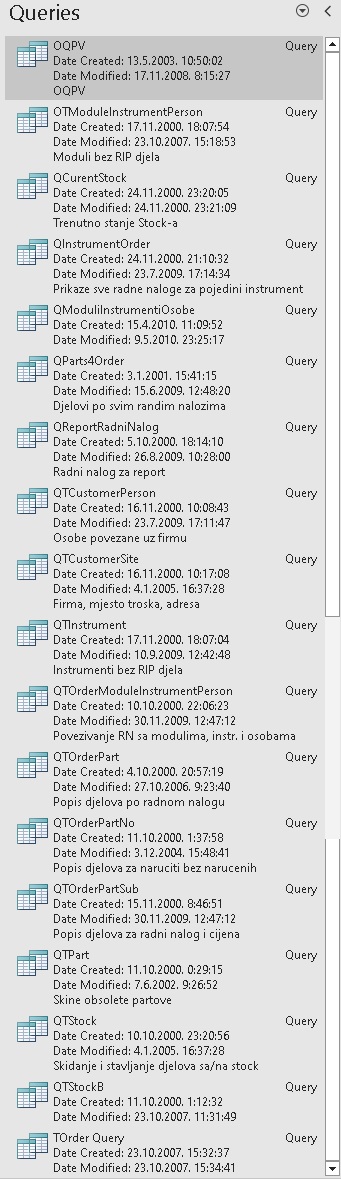 Queries
OQPV Query
Date Created: 13.5.2003. 10:50:02
Date Modified: 17.11.2008. 8:15:27
OQPV
OTModuleInstrumentPerson Query
Date Created: 17.11.2000. 18:07:54
Date Modified: 23.10.2007. 15:18:53
Moduli bez RIP djela
QCurentStock Query
Date Created: 24.11.2000. 23:20:05
Date Modified: 24.11.2000. 23:21:09
Trenutno stanje Stock-a
QInstrumentOrder Query
Date Created: 24.11.2000. 21:10:32
Date Modified: 23.7.2009. 17:14:34
Prikaze sve radne naloge za pojedini instrument
QModuliInstrumentiOsobe Query
Date Created: 15.4.2010. 11:09:52
Date Modified: 9.5.2010. 23:25:17
QParts4Order Query
Date Created: 3.1.2001. 15:41:15
Date Modified: 15.6.2009. 12:48:20
Djelovi po svim randim nalozima
QReportRadniNalog Query
Date Created: 5.10.2000. 18:14:10
Date Modified: 26.8.2009. 10:28:00
Radni nalog za report
QTCustomerPerson Query
Date Created: 16.11.2000. 10:08:43
Date Modified: 23.7.2009. 17:11:47
Osobe povezane uz firmu
QTCustomerSite Query
Date Created: 16.11.2000. 10:17:08
Date Modified: 4.1.2005. 16:37:28
Firma, mjesto troska, adresa
QTInstrument Query
Date Created: 17.11.2000. 18:07:04
Date Modified: 10.9.2009. 12:42:48
Instrumenti bez RIP djela
QTOrderModuleInstrumentPerson Query
Date Created: 10.10.2000. 22:06:23
Date Modified: 30.11.2009. 12:47:12
Povezivanje RN sa modulima, instr. i osobama
QTOrderPart Query
Date Created: 4.10.2000. 20:57:19
Date Modified: 27.10.2006. 9:23:40
Popis djelova po radnom nalogu
QTOrderPartNo Query
Date Created: 11.10.2000. 1:37:58
Date Modified: 3.12.2004. 15:48:41
Popis djelova za naruciti bez narucenih
QTOrderPartSub Query
Date Created: 15.11.2000. 8:46:51
Date Modified: 30.11.2009. 12:47:12
Popis djelova za radni nalog i cijena
QTPart Query
Date Created: 11.10.2000. 0:29:15
Date Modified: 7.6.2002. 9:26:52
Skine obsolete partove
QTStock Query
Date Created: 10.10.2000. 23:20:56
Date Modified: 4.1.2005. 16:37:28
Skidanje i stavljanje djelova sa/na stock
QTStockB Query
Date Created: 11.10.2000. 1:12:32
Date Modified: 23.10.2007. 11:31:49
TOrder Query Query
Date Created: 23.10.2007. 15:32:37
Date Modified: 23.10.2007. 15:34:41